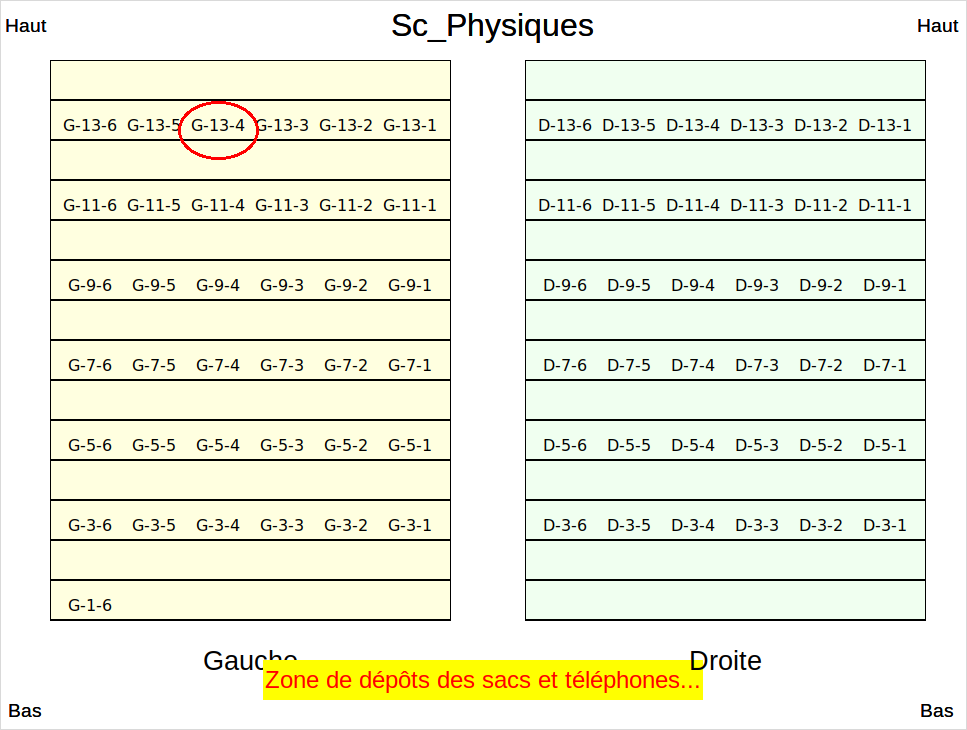 Sc_Physiques
Haut Haut
G-13-6 G-13-5 G-13-4 G-13-3 G-13-2 G-13-1 D-13-6 D-13-5 D-13-4 D-13-3 D-13-2 D-13-1
G-11-6 G-11-5 G-11-4 G-11-3 G-11-2 G-11-1 D-11-6 D-11-5 D-11-4 D-11-3 D-11-2 D-11-1
G-9-6 G-9-5 G-9-4 G-9-3 G-9-2 G-9-1 D-9-6 D-9-5 D-9-4 D-9-3 D-9-2 D-9-1
G-7-6 G-7-5 G-7-4 G-7-3 G-7-2 G-7-1 D-7-6 D-7-5 D-7-4 D-7-3 D-7-2 D-7-1
G-5-6 G-5-5 G-5-4 G-5-3 G-5-2 G-5-1 D-5-6 D-5-5 D-5-4 D-5-3 D-5-2 D-5-1
G-3-6 G-3-5 G-3-4 G-3-3 G-3-2 G-3-1 D-3-6 D-3-5 D-3-4 D-3-3 D-3-2 D-3-1
G-1-6
Gauche Droite
Zone de dépôts des sacs et téléphones...
Bas Bas